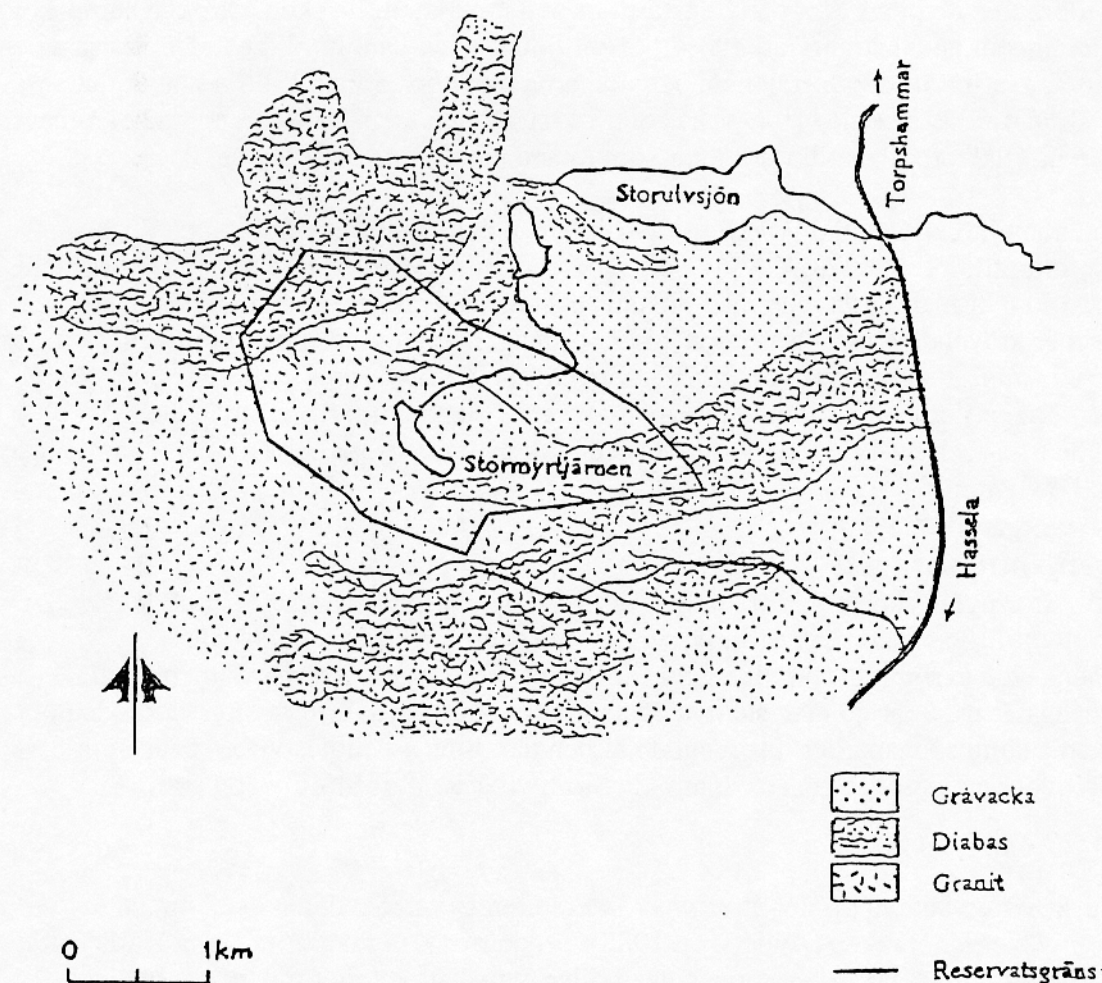 Torpshammar
Storulvsjön
Stormyrtjärnen
Hassela
Gråvacka
Diabas
Granit
0 1km
Reservatsgräns